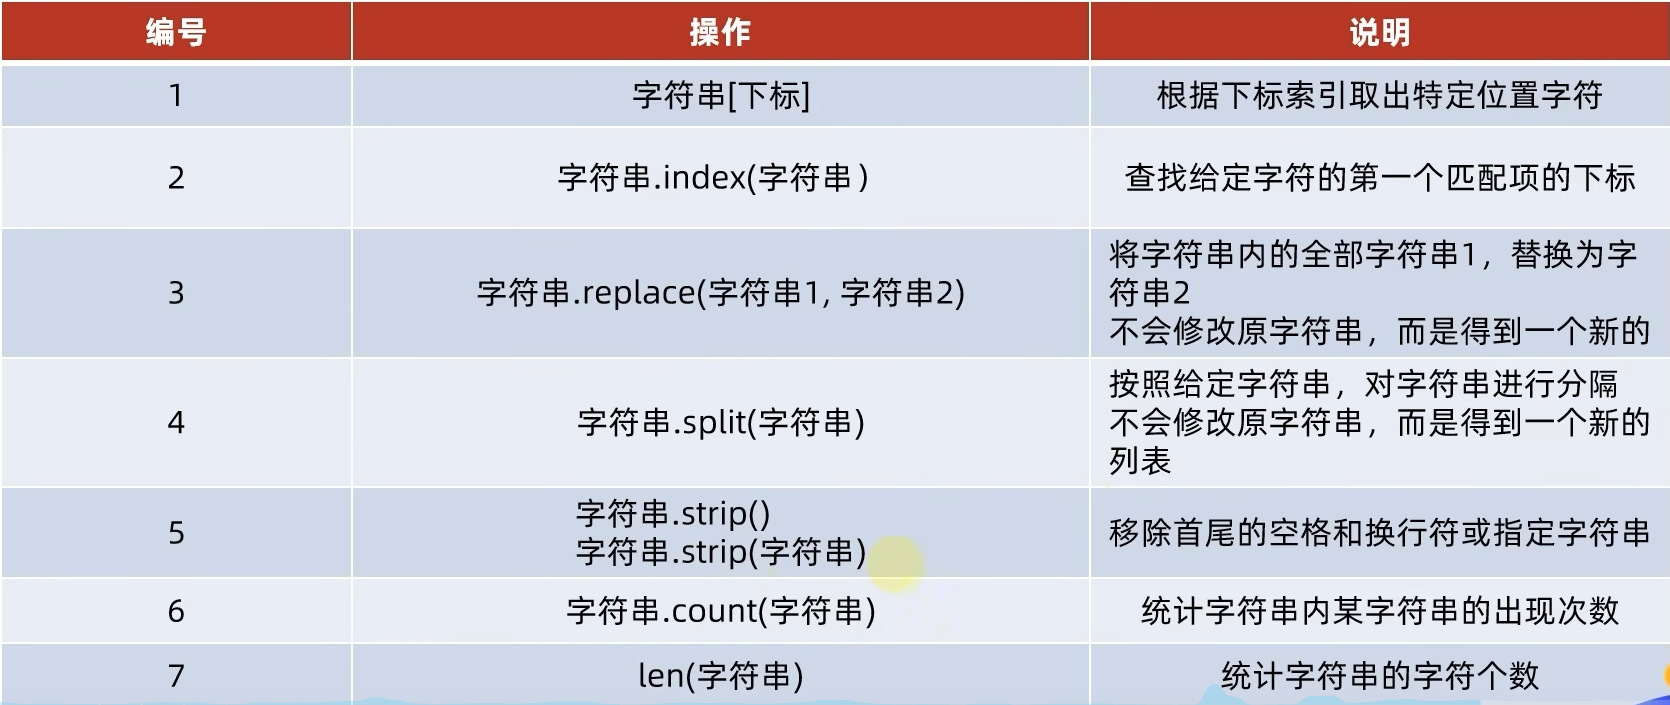 编号 操作 说明
1 字符串[下标] 根据下标索引取出特定位置字符
2 字符串.index(字符串) 查找给定字符的第一个匹配项的下标
3 字符串.replace(字符串1, 字符串2) 将字符串内的全部字符串1，替换为字
符串2
不会修改原字符串，而是得到一个新的
4 字符串.split(字符串) 按照给定字符串，对字符串进行分隔
不会修改原字符串，而是得到一个新的
列表
5 字符串.strip()
字符串.strip(字符串) 移除首尾的空格和换行符或指定字符串
6 字符串.count(字符串) 统计字符串内某字符串的出现次数
7 len(字符串) 统计字符串的字符个数